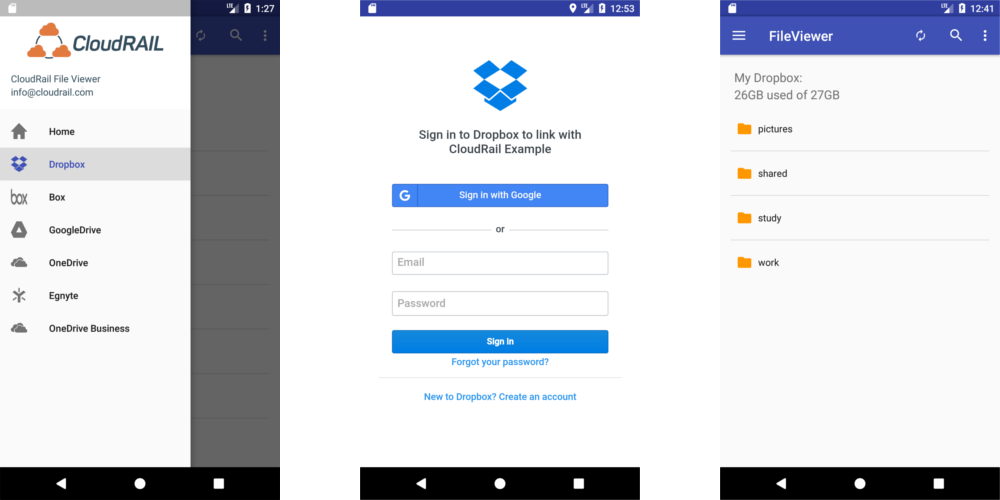 1:27
CloudRAIL
CloudRail File Viewer
info@cloudrail.com
Home
Dropbox
box Box
GoogleDrive
OneDrive
Egnyte
OneDrive Business
LTE 12:53
Sign in to Dropbox to link with
CloudRail Example
G Sign in with Google
or
Email
Password
Sign in
Forgot your password?
New to Dropbox? Create an account
LTE 12:41
FileViewer
My Dropbox:
26GB used of 27GB
pictures
shared
study
work